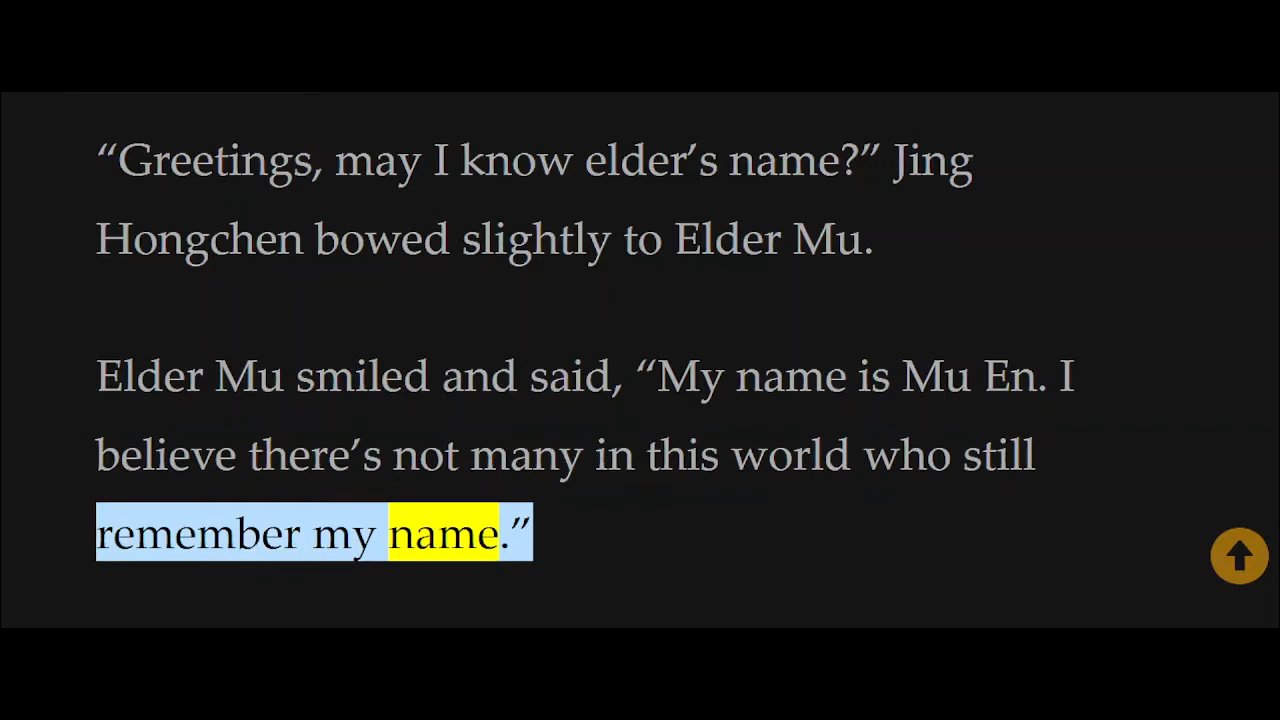 “Greetings, may I know elder’s name?” Jing
Hongchen bowed slightly to Elder Mu.
Elder Mu smiled and said, “My name is Mu En. I
believe there’s not many in this world who still
remember my name.”